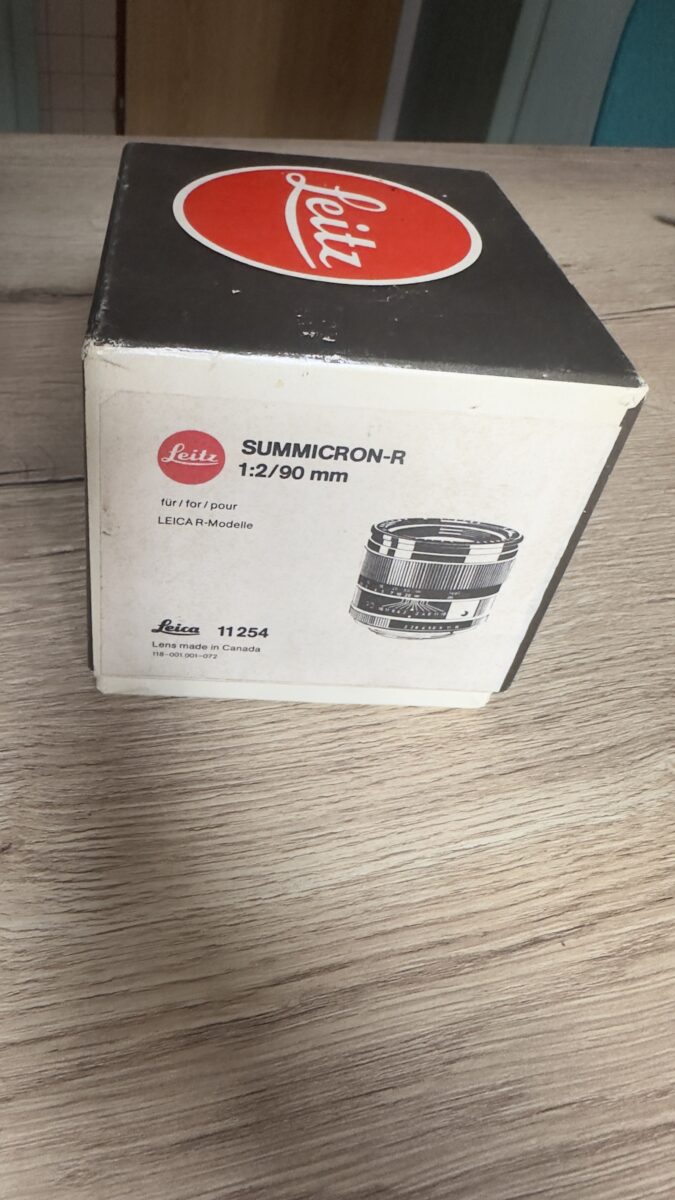 Leitz
Leitz
SUMMICRON-R
1:2/90 mm
für/for/pour
LEICA R-Modelle
Leica 11254
Lens made in Canada
118-001.001-072